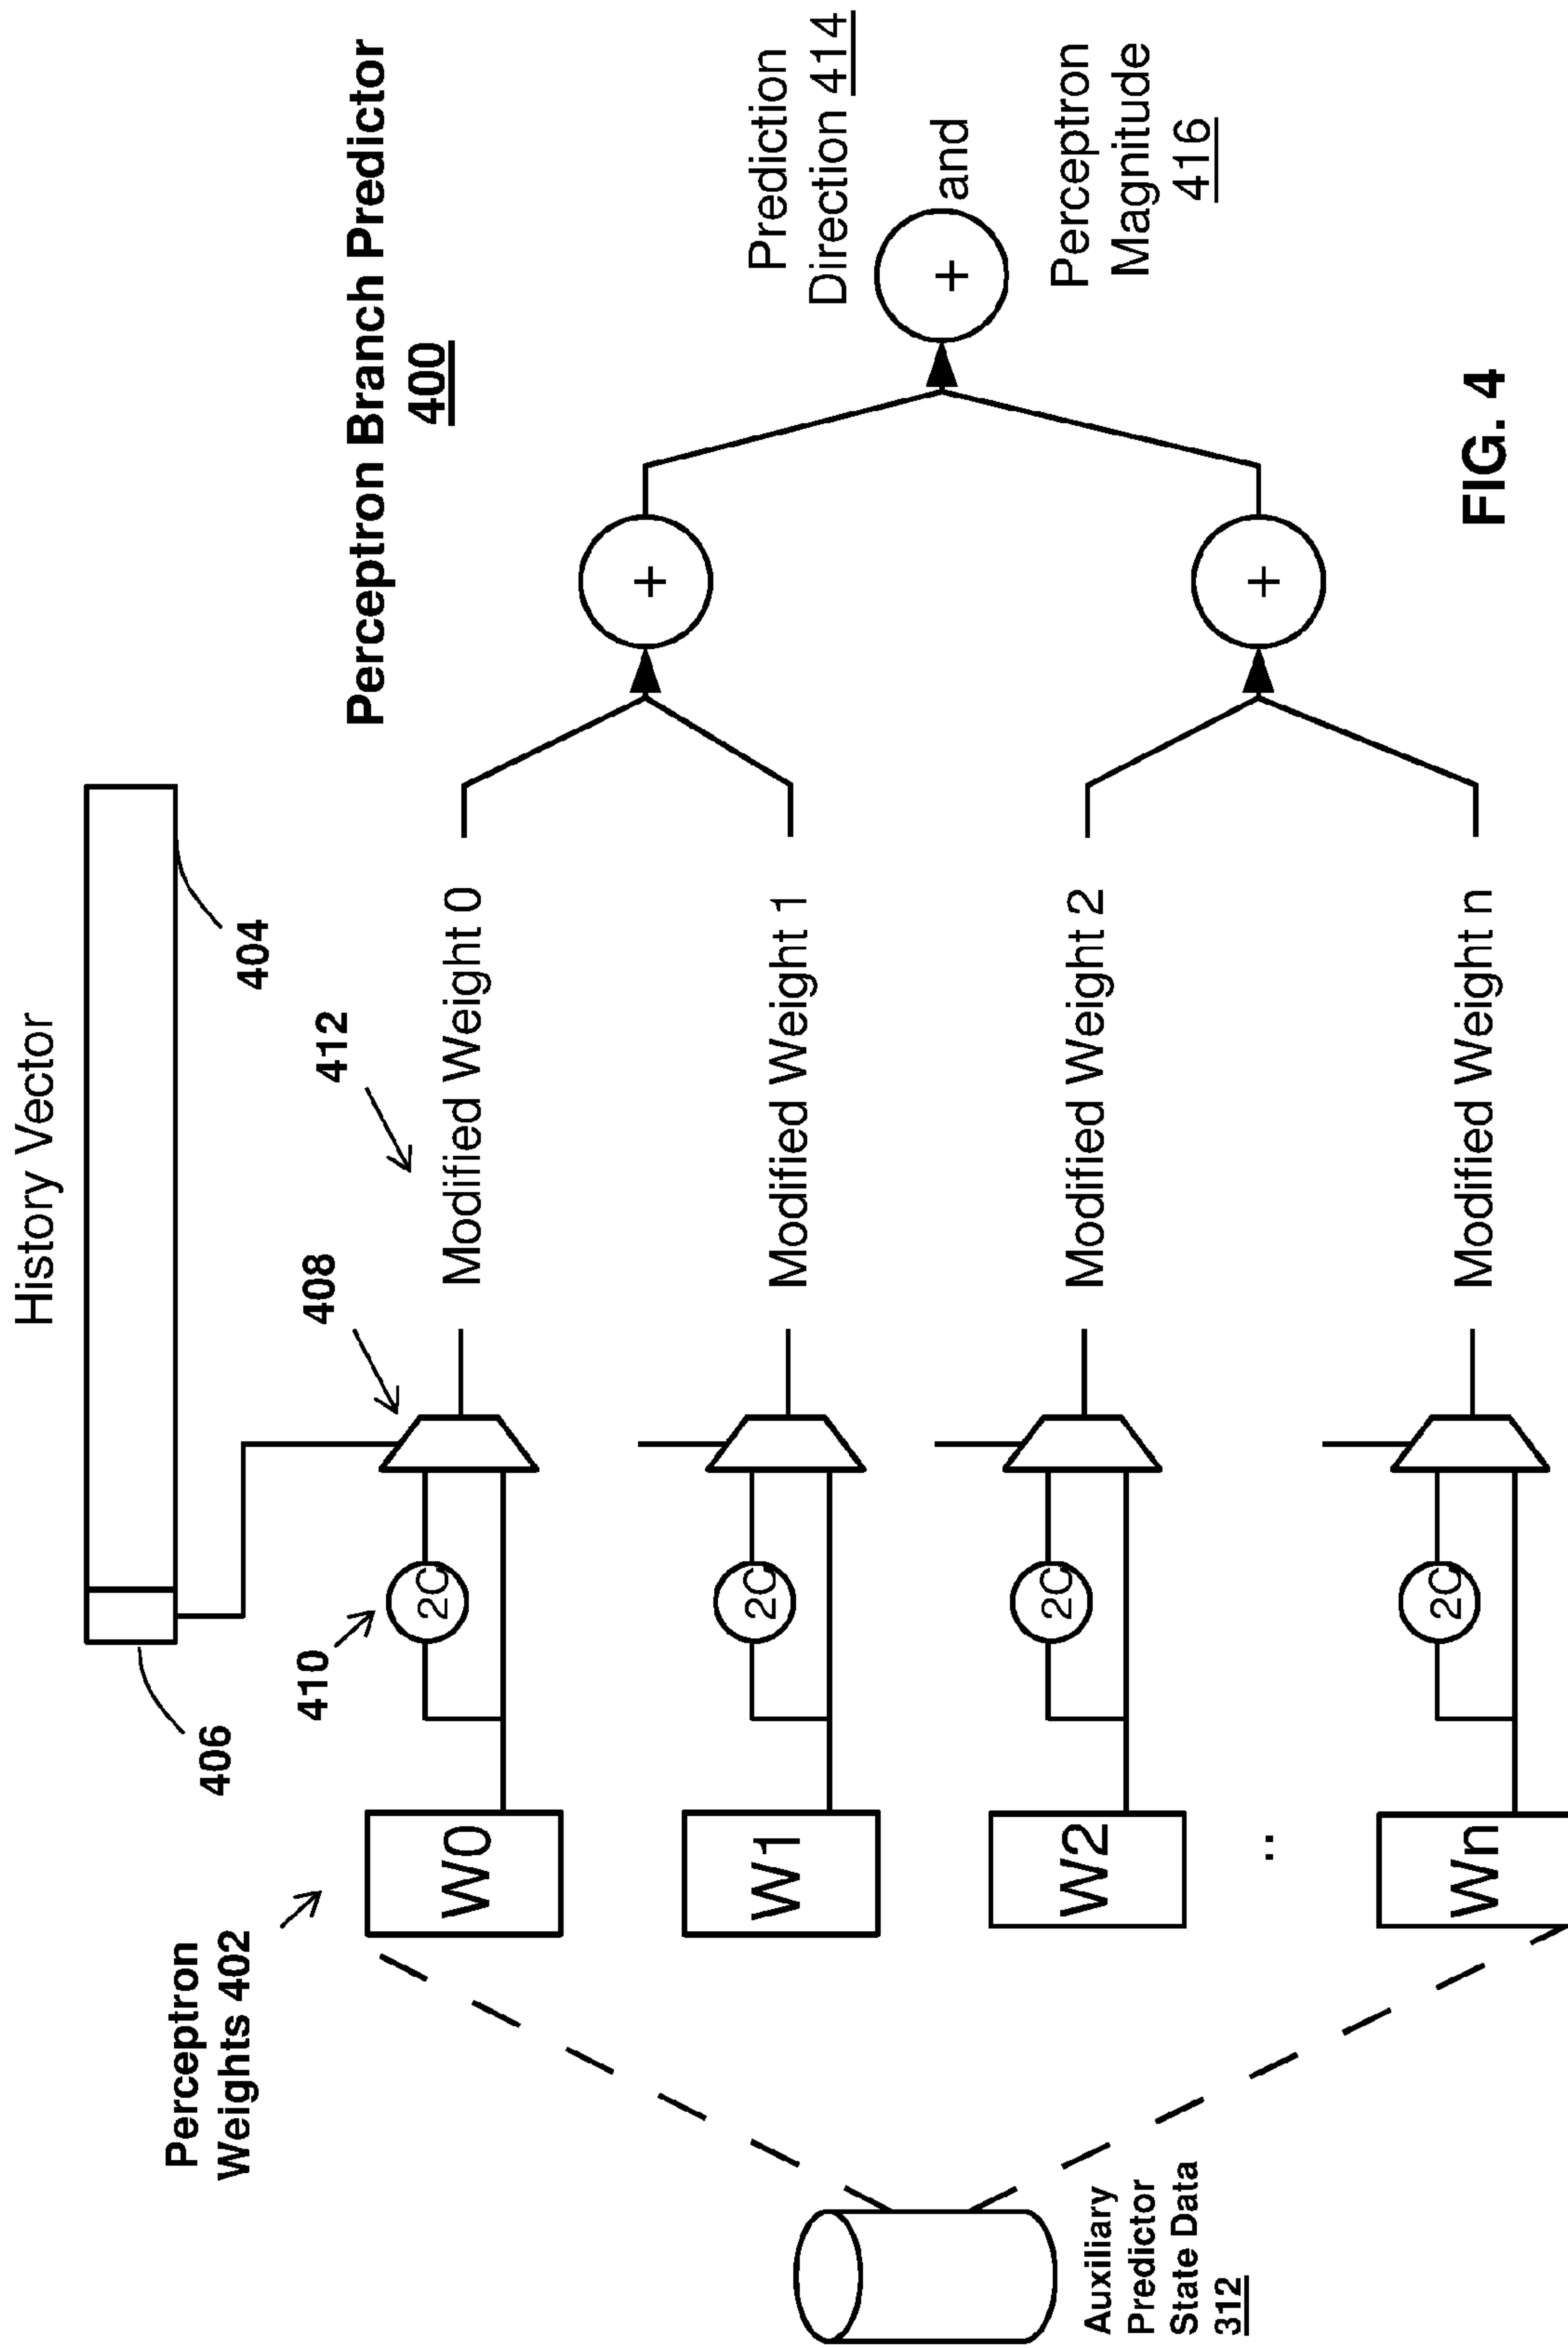 History Vector
404
406
Perceptron Branch Predictor
400
Perceptron
Weights 402
410
408
412
W0
2C
Modified Weight 0
+
W1
2C
Modified Weight 1
Prediction
Direction 414
+
and
Perceptron
Magnitude
416
Auxiliary
Predictor
State Data
312
W2
2C
Modified Weight 2
+
..
Wn
2C
Modified Weight n
FIG. 4